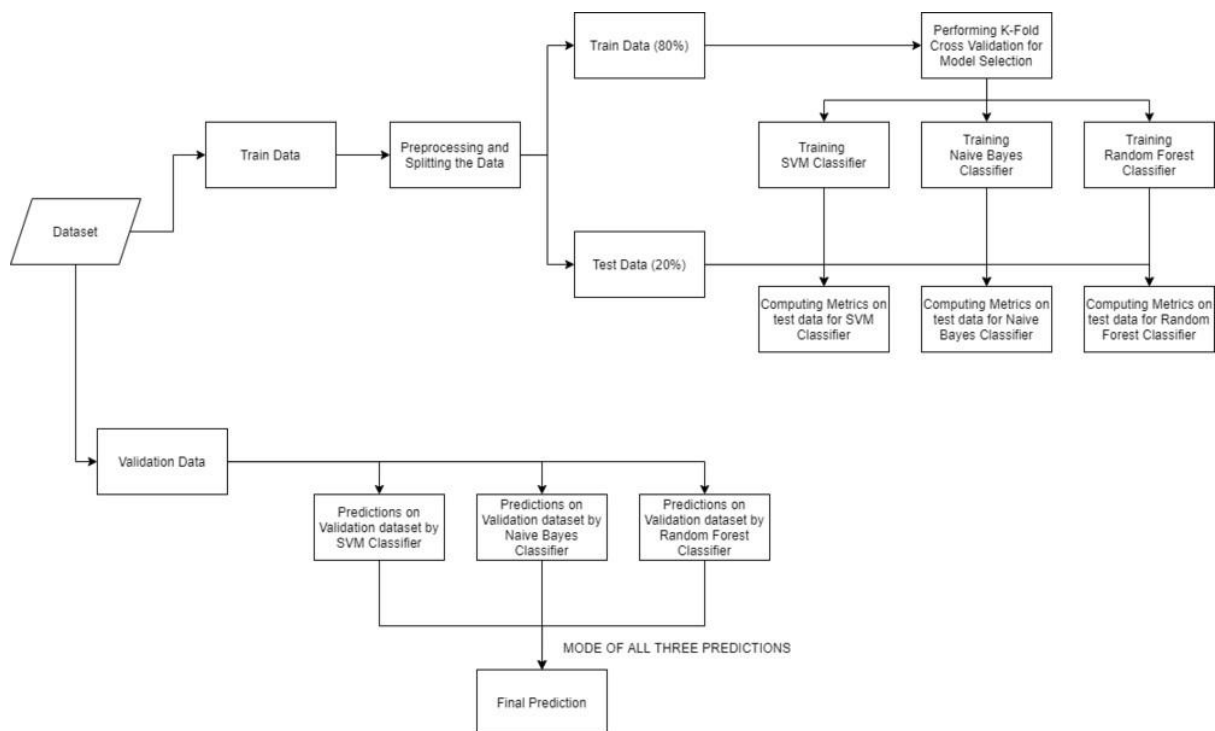 Train Data (80%)
Performing K-Fold
Cross Validation for
Model Selection
Train Data
Preprocessing and
Splitting the Data
Training
SVM Classifier
Training
Naive Bayes
Classifier
Training
Random Forest
Classifier
Dataset
Test Data (20%)
Computing Metrics on
test data for SVM
Classifier
Computing Metrics on
test data for Naive
Bayes Classifier
Computing Metrics on
test data for Random
Forest Classifier
Validation Data
Predictions on
Validation dataset by
SVM Classifier
Predictions on
Validation dataset by
Naive Bayes
Classifier
Predictions on
Validation dataset by
Random Forest
Classifier
MODE OF ALL THREE PREDICTIONS
Final Prediction